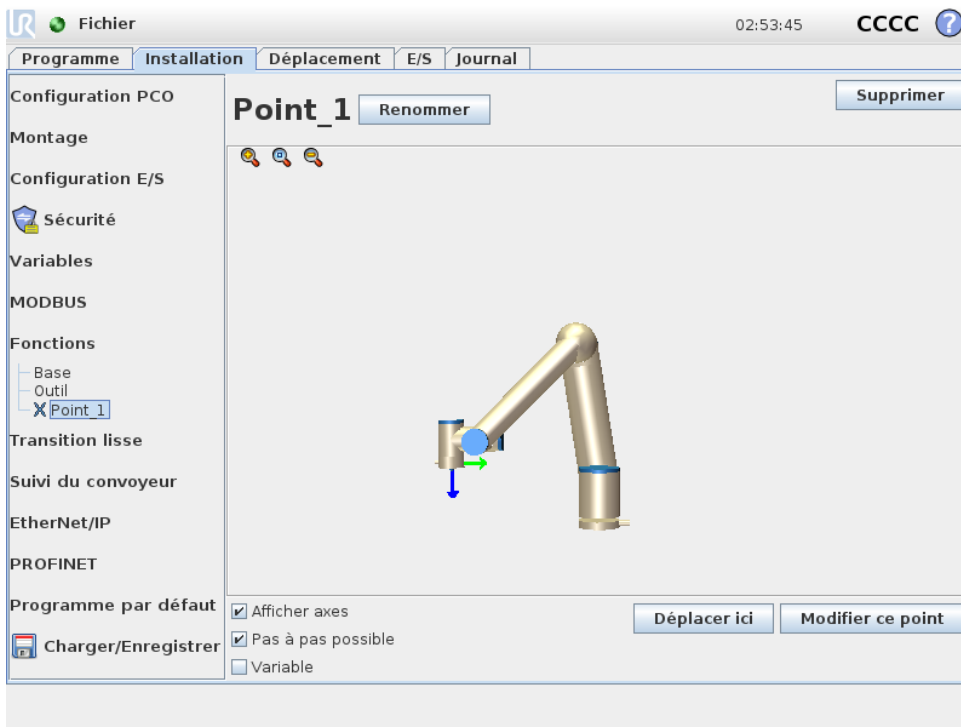 UR Fichier 02:53:45 CCCC ?
Programme Installation Déplacement E/S Journal
Configuration PCO
Montage
Configuration E/S
Sécurité
Variables
MODBUS
Fonctions
Base
Outil
Point_1
Transition lisse
Suivi du convoyeur
EtherNet/IP
PROFINET
Programme par défaut
Charger/Enregistrer
Point_1 Renommer Supprimer
Afficher axes
Pas à pas possible
Variable
Déplacer ici Modifier ce point